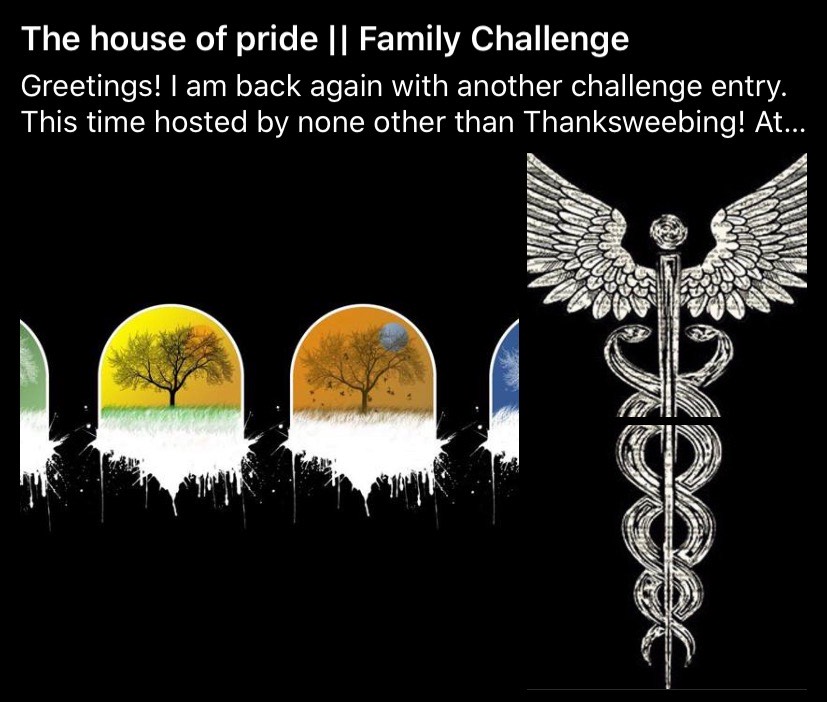 The house of pride || Family Challenge
Greetings! I am back again with another challenge entry.
This time hosted by none other than Thanksweebing! At...